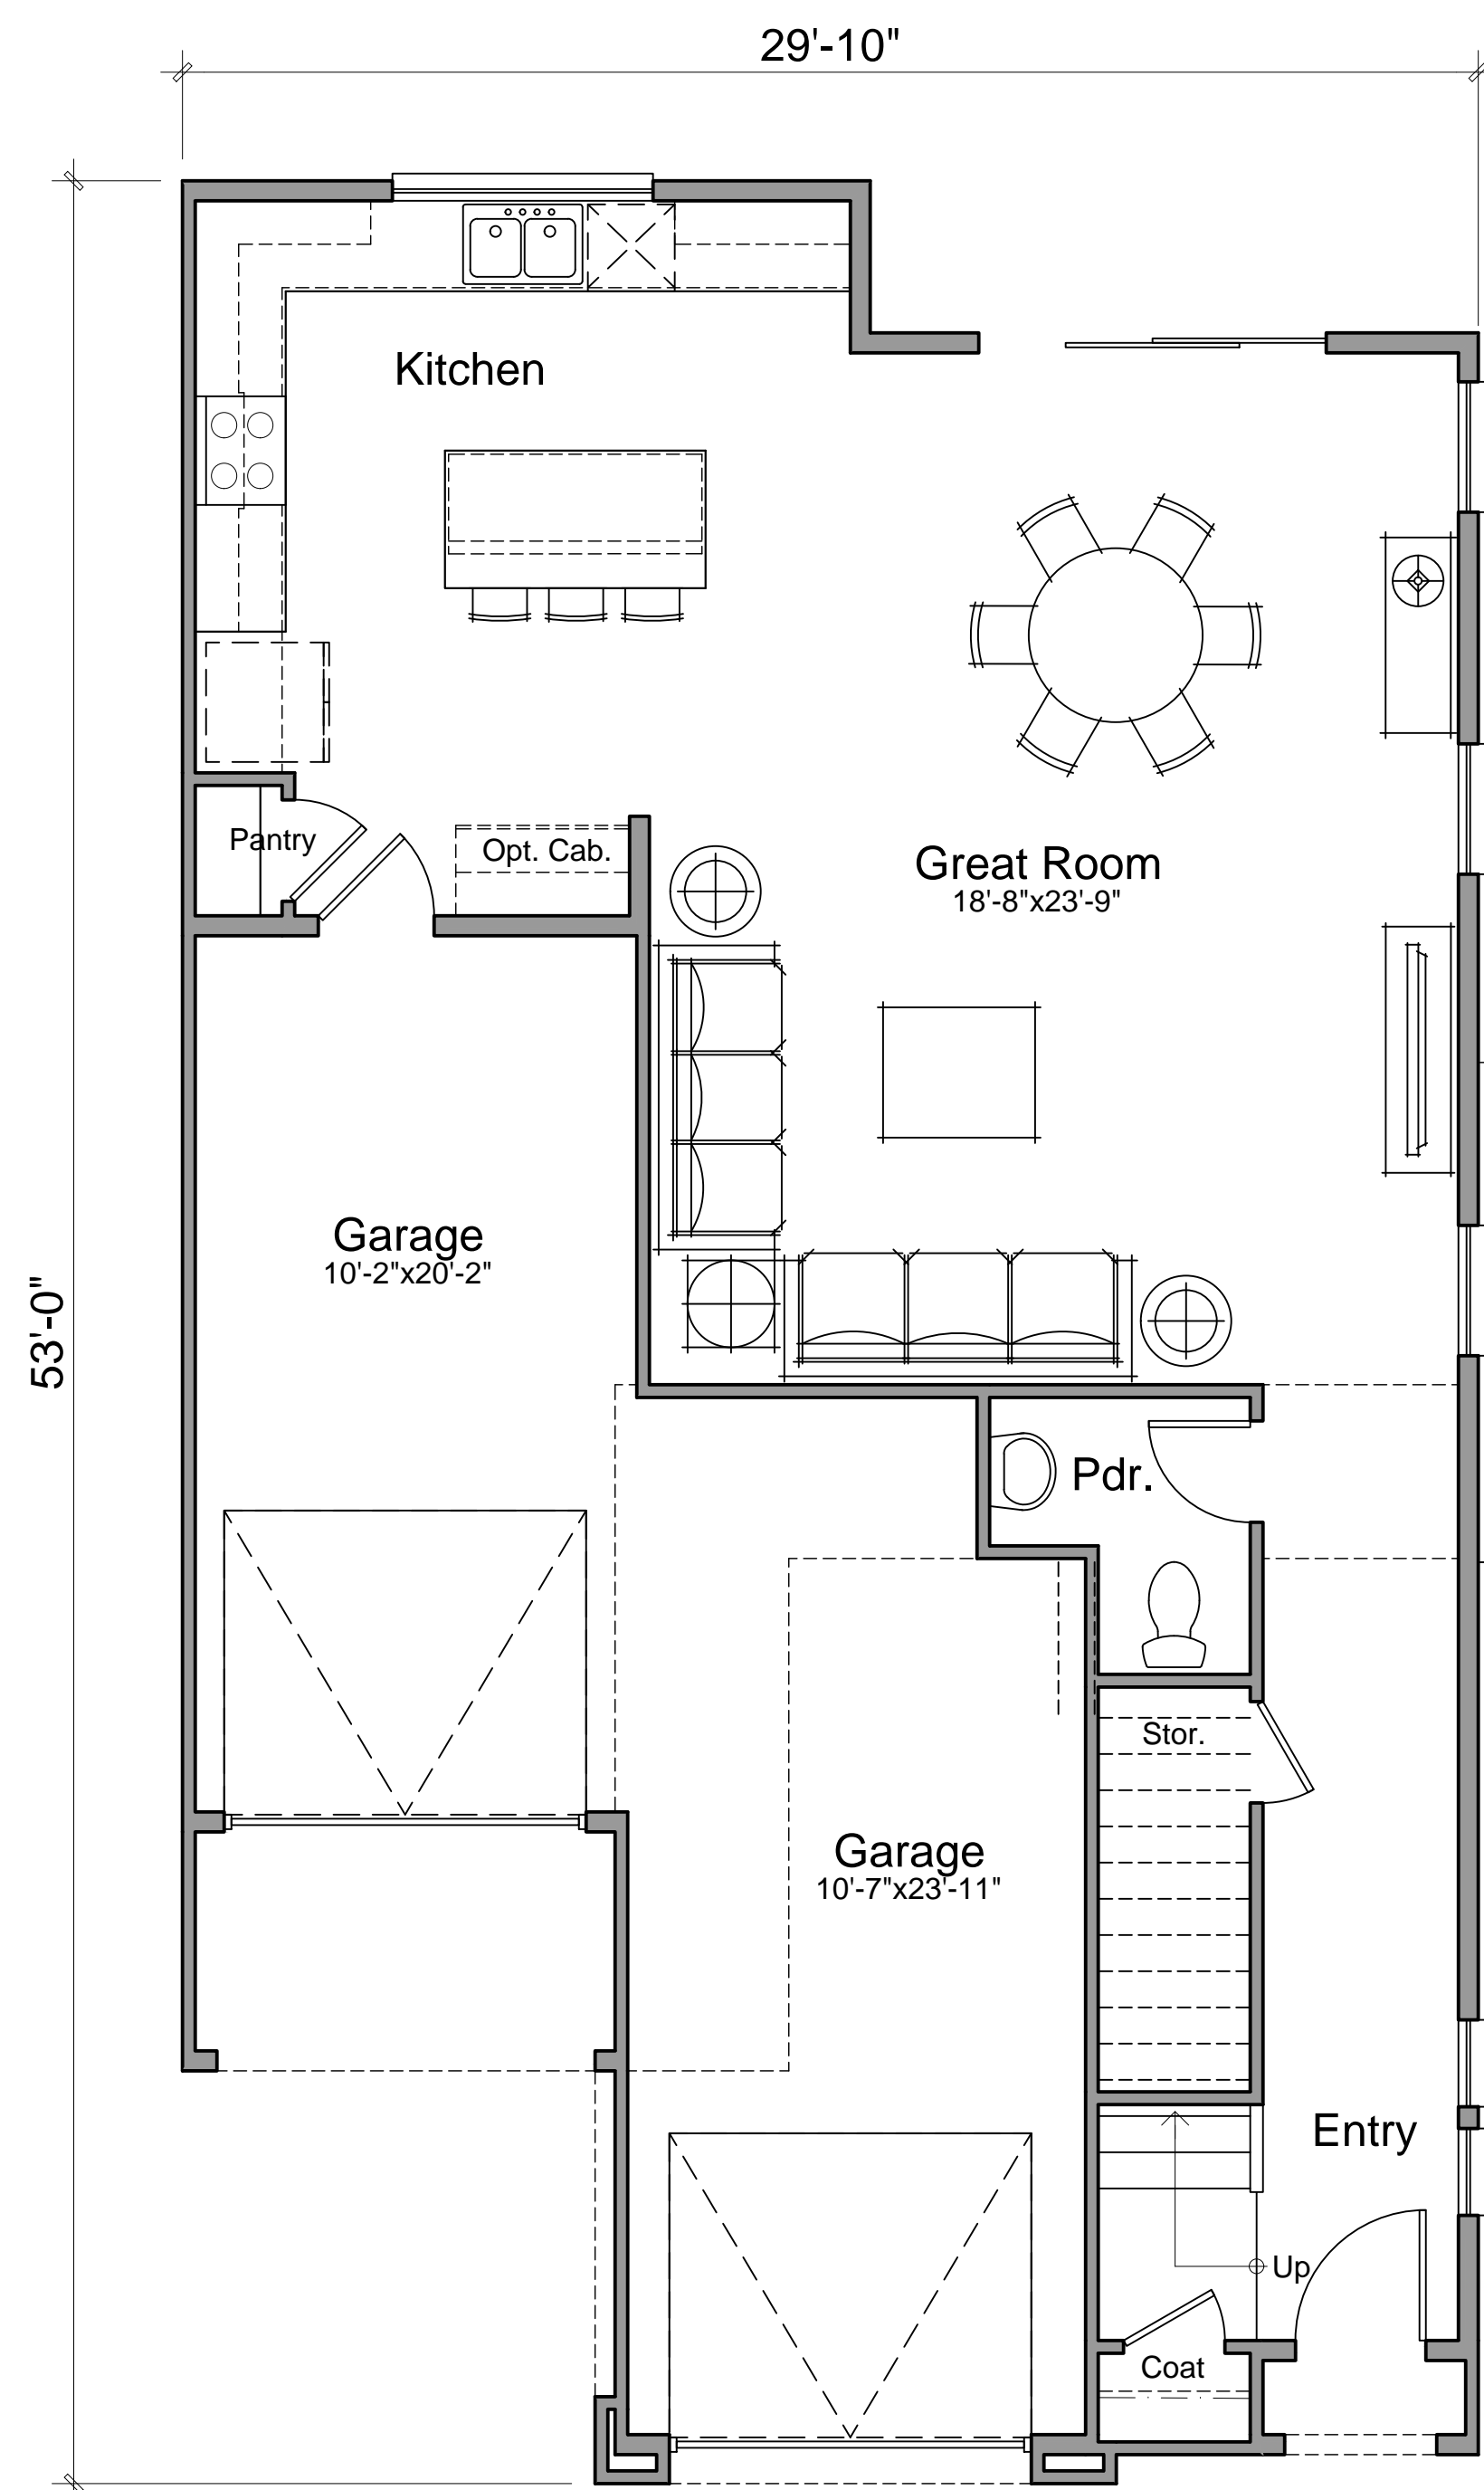 29'-10"
Kitchen
Pantry
Opt. Cab.
Great Room
18'-8"x23'-9"
Garage
10'-2"x20'-2"
53'-0"
Pdr.
Stor.
Garage
10'-7"x23'-11"
Entry
Up
Coat